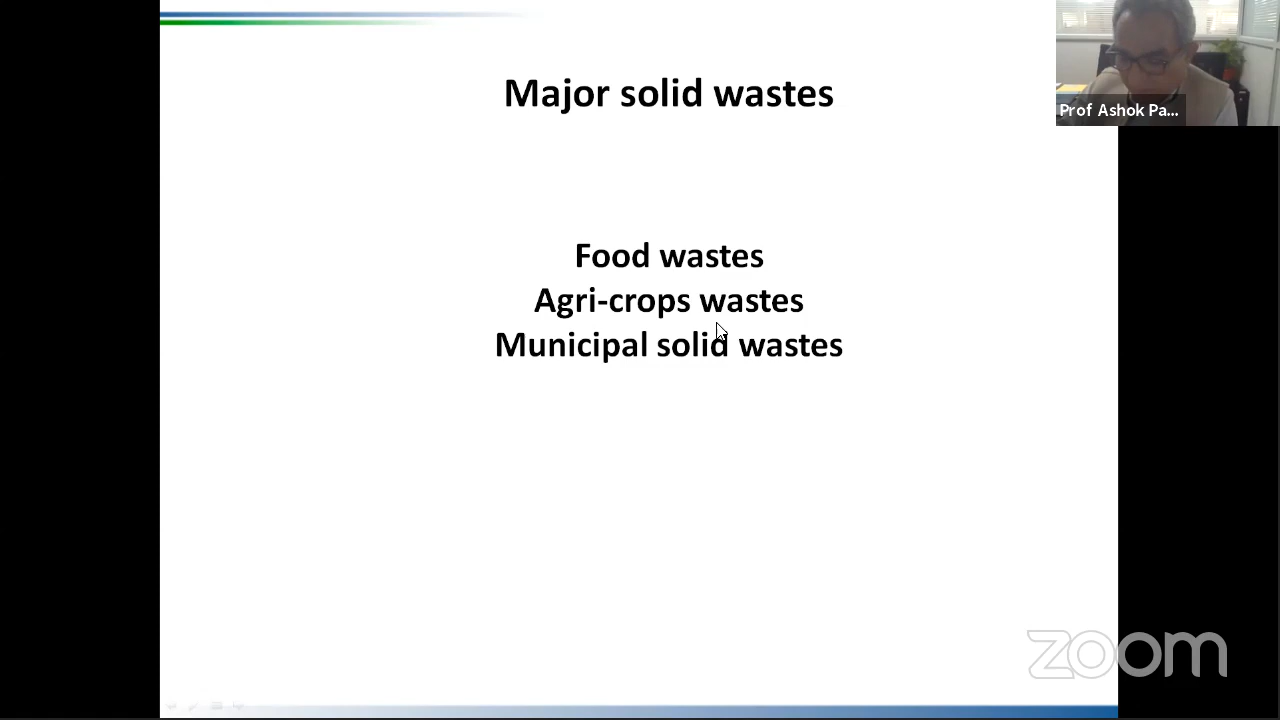 Major solid wastes
Prof Ashok Pa...
Food wastes
Agri-crops wastes
Municipal solid wastes
zoom